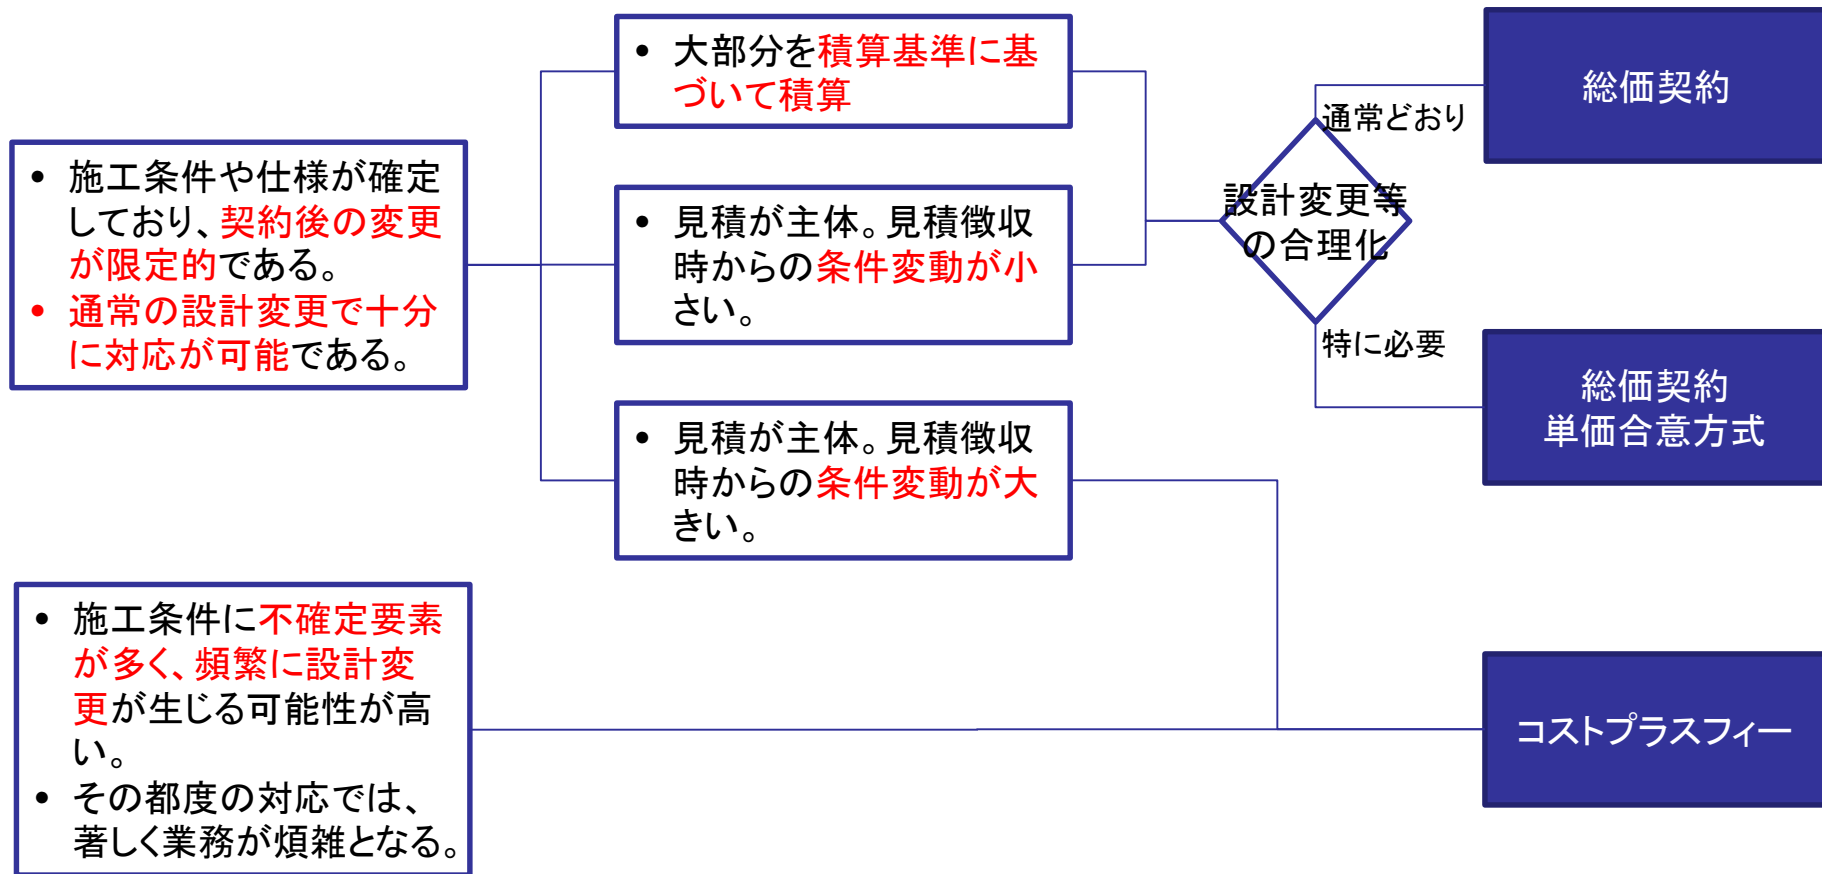 • 施工条件や仕様が確定
しており、契約後の変更
が限定的である。
• 通常の設計変更で十分
に対応が可能である。
• 施工条件に不確定要素
が多く、頻繁に設計変
更が生じる可能性が高
い。
• その都度の対応では、
著しく業務が煩雑となる。
• 大部分を積算基準に基
づいて積算
• 見積が主体。見積徴収
時からの条件変動が小
さい。
• 見積が主体。見積徴収
時からの条件変動が大
きい。
通常どおり
設計変更等
の合理化
特に必要
総価契約
総価契約
単価合意方式
コストプラスフィー